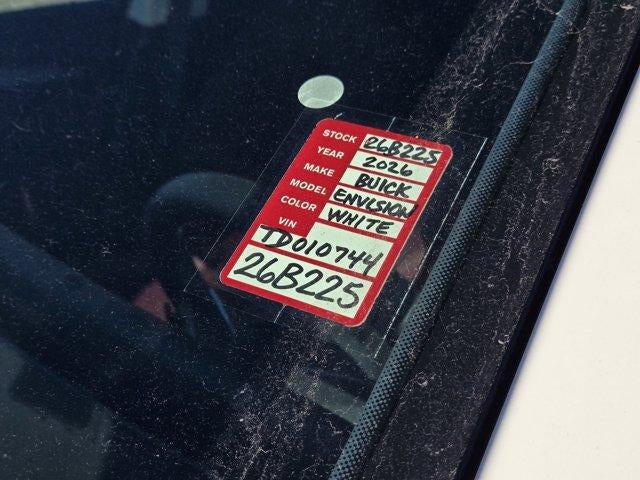 STOCK 26B225
YEAR 2026
MAKE BUICK
MODEL ENVISION
COLOR WHITE
VIN
TD010744
26B225